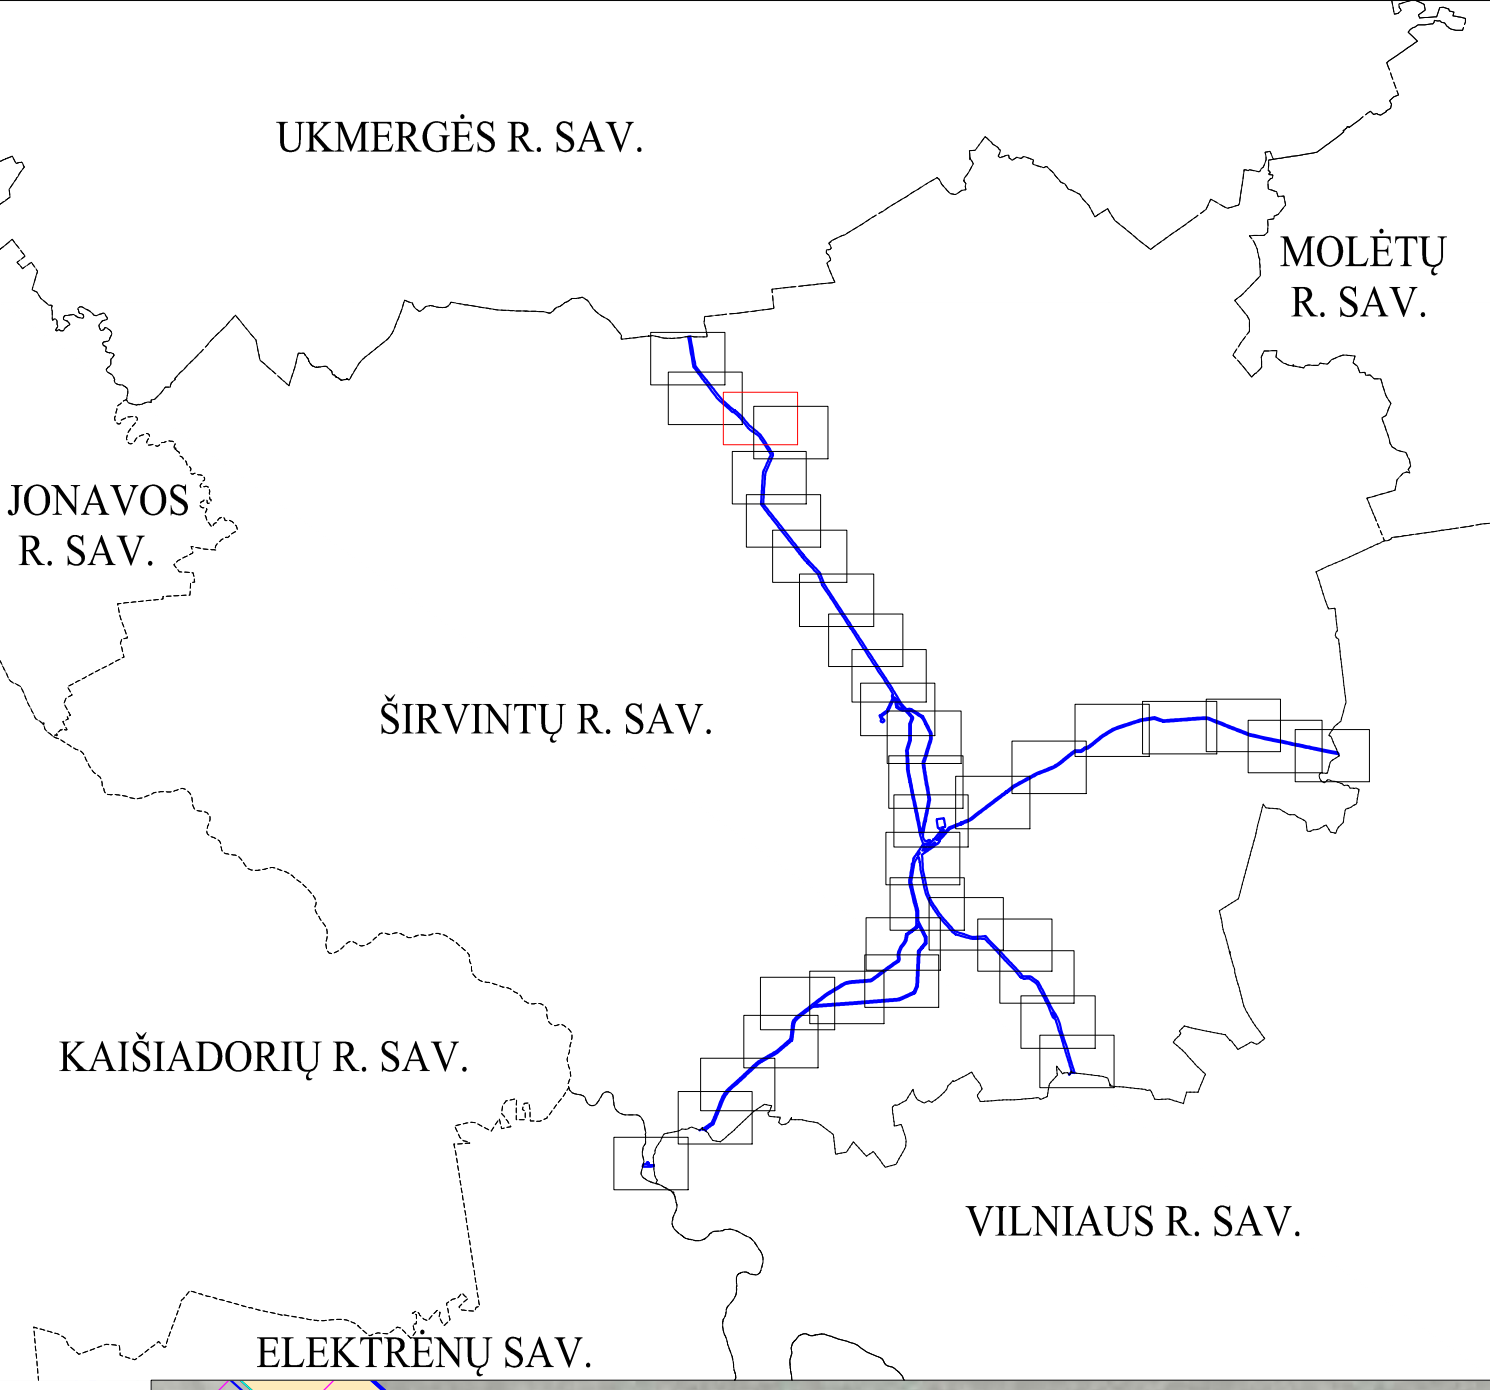 UKMERGĖS R. SAV.
MOLĖTŲ
R. SAV.
JONAVOS
R. SAV.
ŠIRVINTŲ R. SAV.
KAIŠIADORIŲ R. SAV.
VILNIAUS R. SAV.
ELEKTRĖNŲ SAV.